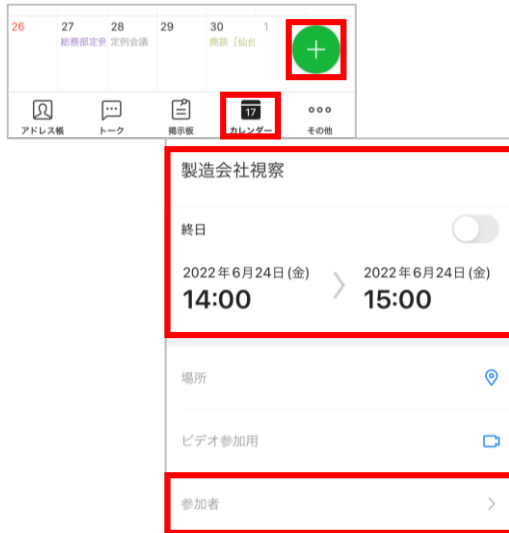 26 27 28 29 30 1
総務部定例 定例会議 商談［仙台
17
アドレス帳 トーク 掲示板 カレンダー その他
製造会社視察
終日
2022年6月24日(金) 2022年6月24日(金)
14:00 15:00
場所
ビデオ参加用
参加者